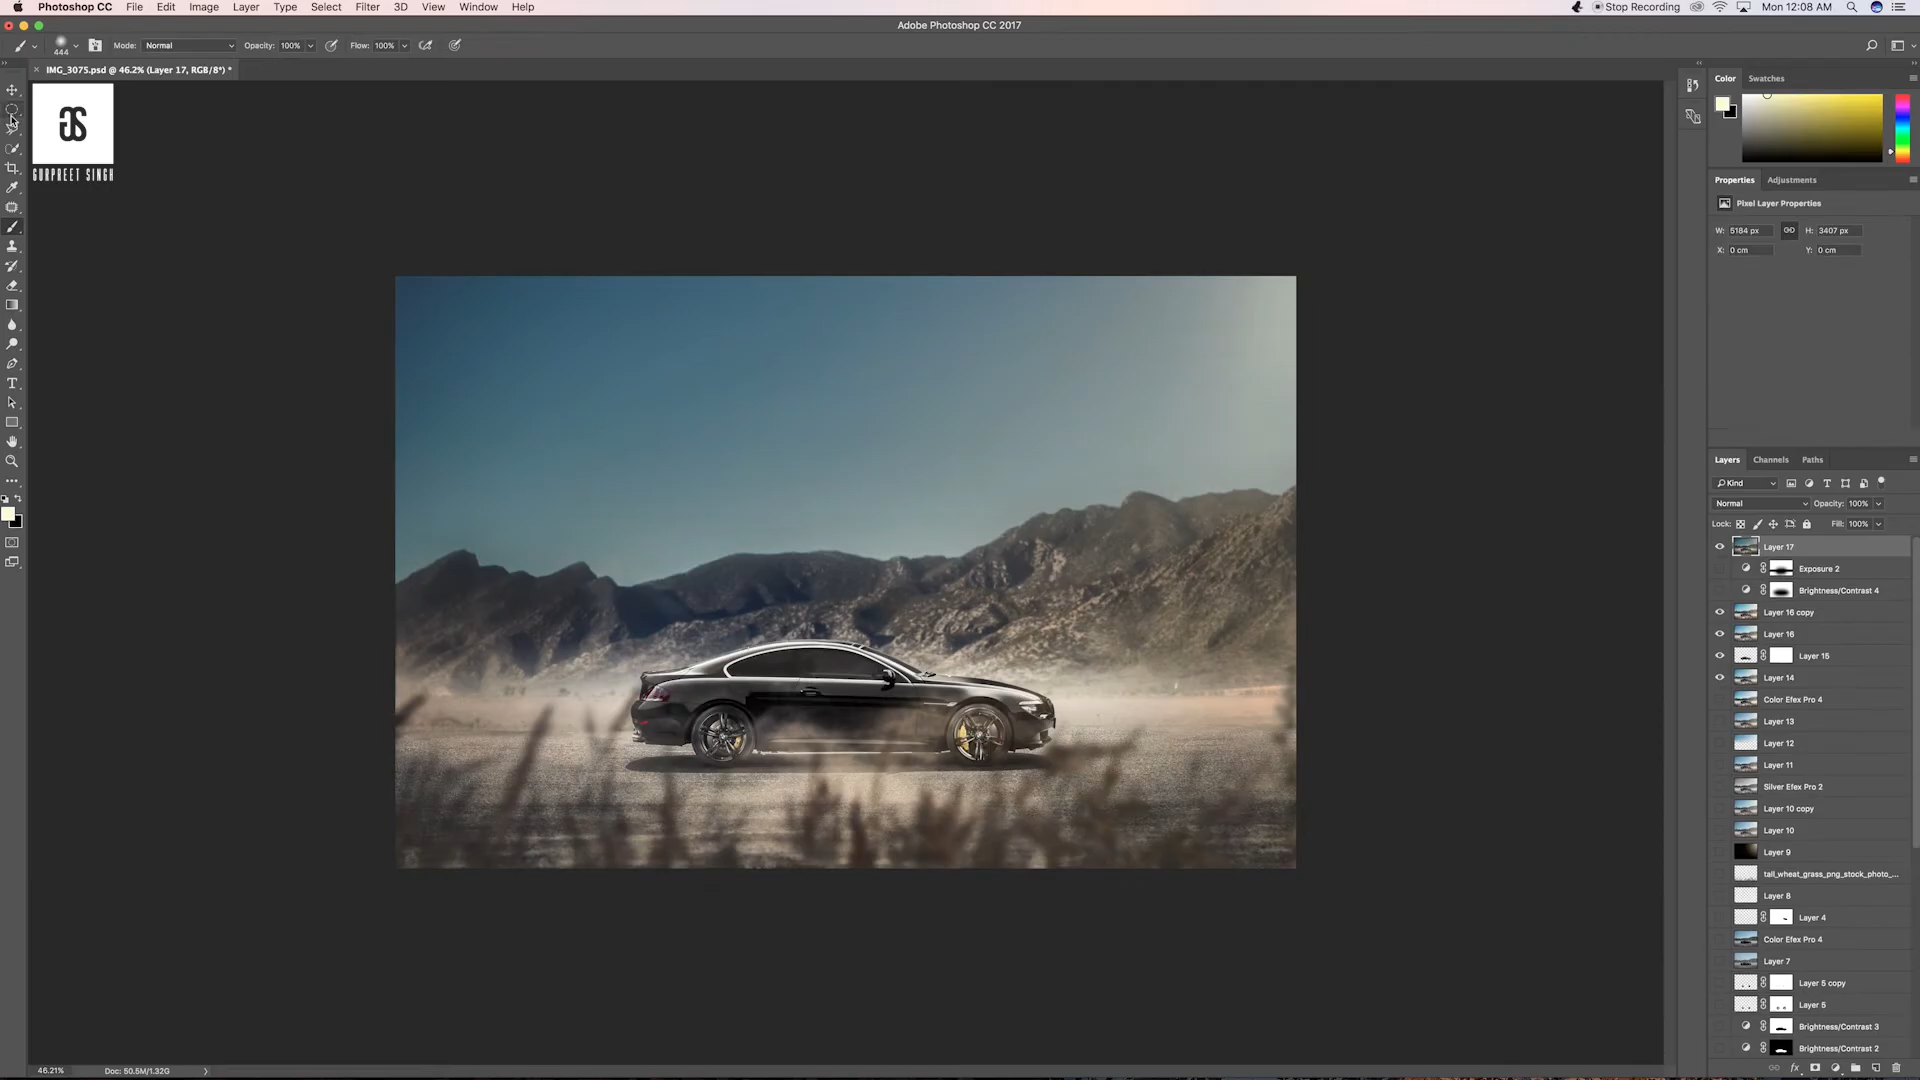 Photoshop CC File Edit Image Layer Type Select Filter 3D View Window Help
Stop Recording Mon 12:08 AM
Adobe Photoshop CC 2017
444 Mode: Normal Opacity: 100% Flow: 100%
IMG_3075.psd @ 46.2% (Layer 17, RGB/8*) *
GS
GURPREET SINGH
Color Swatches
Properties Adjustments
Pixel Layer Properties
W: 5184 px H: 3407 px
X: 0 cm Y: 0 cm
Layers Channels Paths
Kind
Normal Opacity: 100%
Lock: Fill: 100%
Layer 17
Exposure 2
Brightness/Contrast 4
Layer 16 copy
Layer 16
Layer 15
Layer 14
Color Efex Pro 4
Layer 13
Layer 12
Layer 11
Silver Efex Pro 2
Layer 10 copy
Layer 10
Layer 9
tall_wheat_grass_png_stock_photo_...
Layer 8
Layer 4
Color Efex Pro 4
Layer 7
Layer 5 copy
Layer 5
Brightness/Contrast 3
Brightness/Contrast 2
46.21% Doc: 50.5M/1.32G